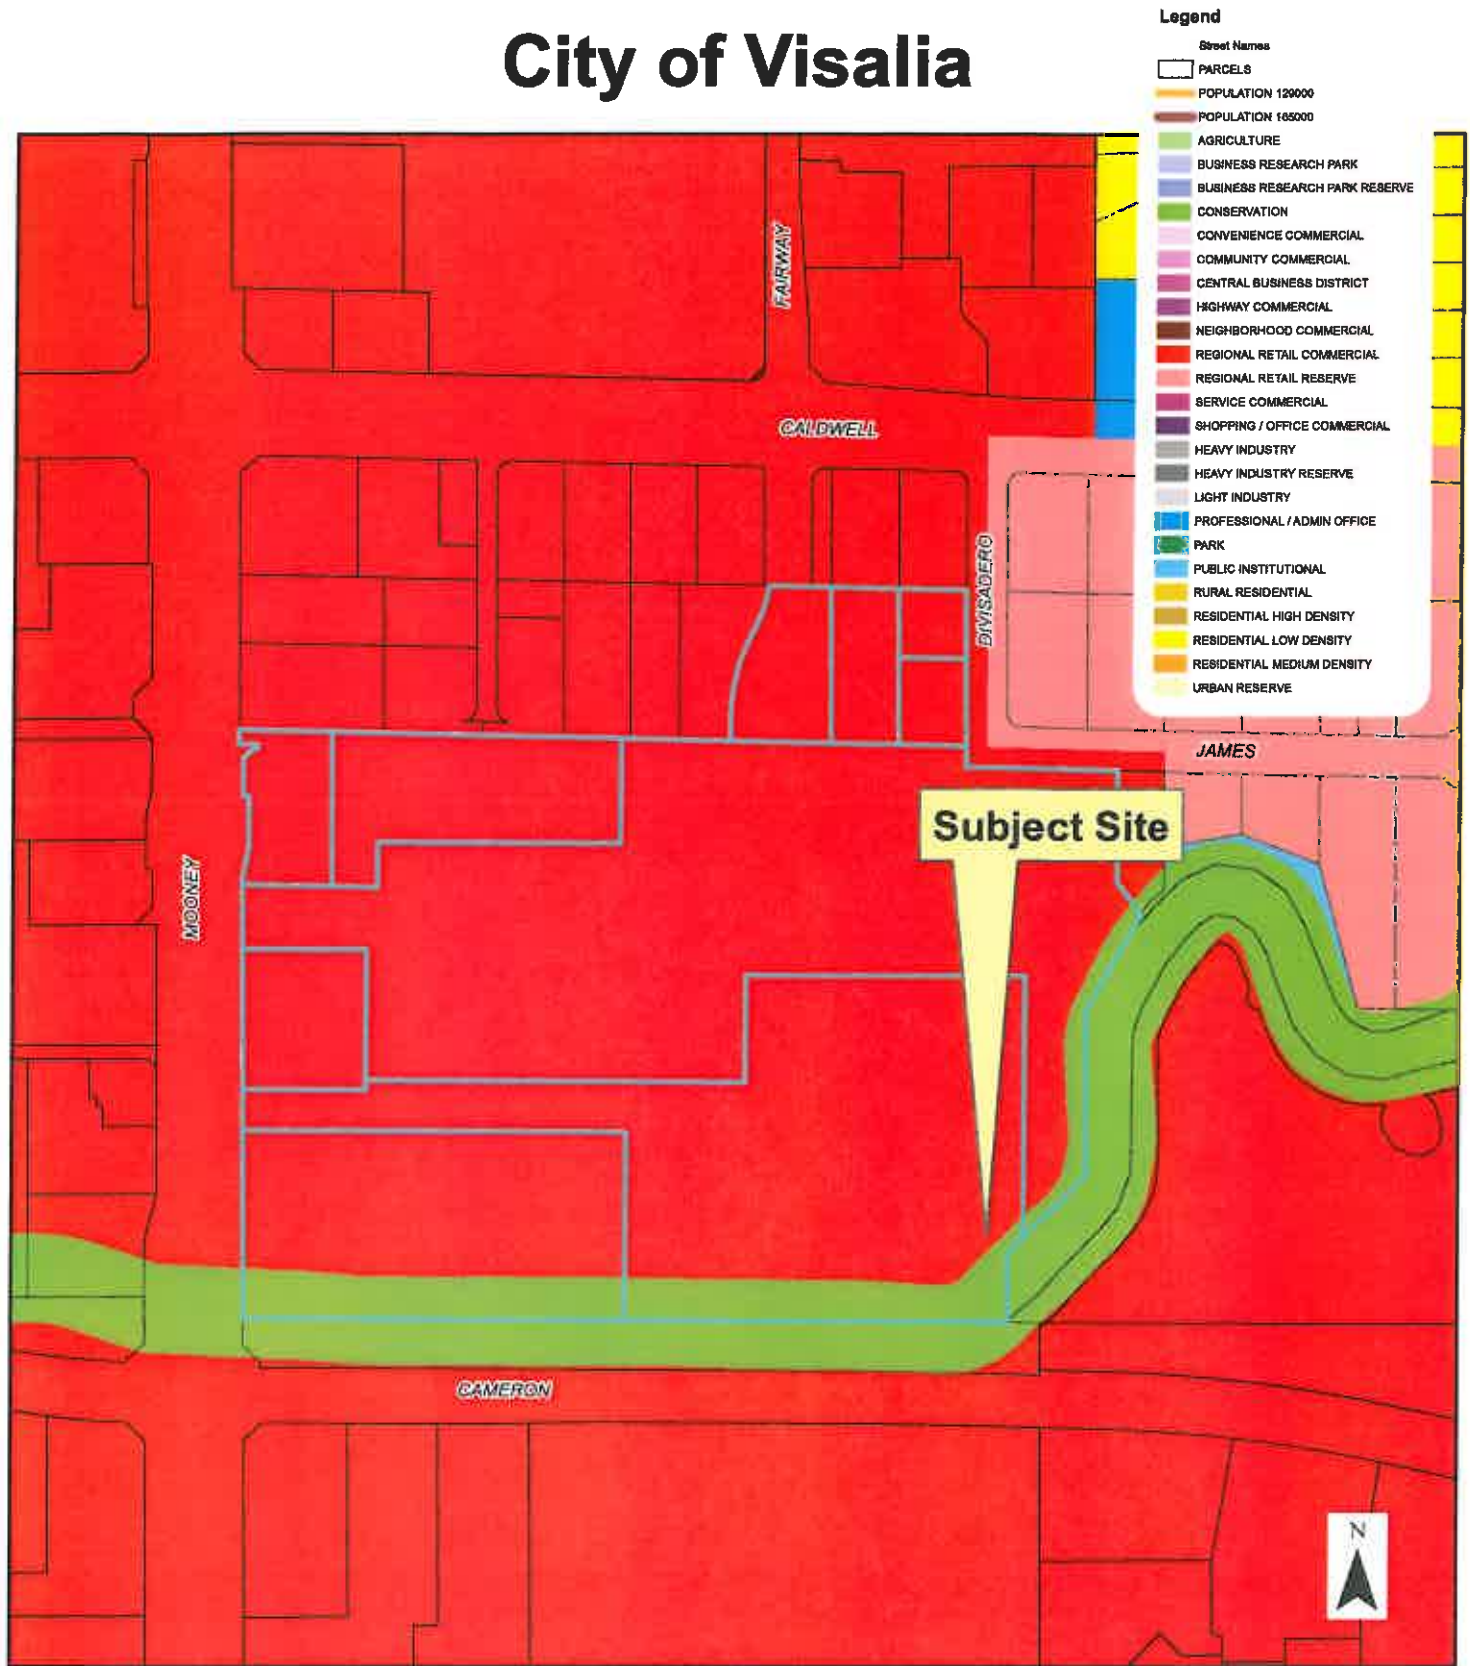 City of Visalia
Legend
Street Names
PARCELS
POPULATION 129000
POPULATION 165000
AGRICULTURE
BUSINESS RESEARCH PARK
BUSINESS RESEARCH PARK RESERVE
CONSERVATION
CONVENIENCE COMMERCIAL
COMMUNITY COMMERCIAL
CENTRAL BUSINESS DISTRICT
HIGHWAY COMMERCIAL
NEIGHBORHOOD COMMERCIAL
REGIONAL RETAIL COMMERCIAL
REGIONAL RETAIL RESERVE
SERVICE COMMERCIAL
SHOPPING / OFFICE COMMERCIAL
HEAVY INDUSTRY
HEAVY INDUSTRY RESERVE
LIGHT INDUSTRY
PROFESSIONAL / ADMIN OFFICE
PARK
PUBLIC INSTITUTIONAL
RURAL RESIDENTIAL
RESIDENTIAL HIGH DENSITY
RESIDENTIAL LOW DENSITY
RESIDENTIAL MEDIUM DENSITY
URBAN RESERVE
FAIRWAY
CALDWELL
DIVISADERO
JAMES
Subject Site
MOONEY
CAMERON
N